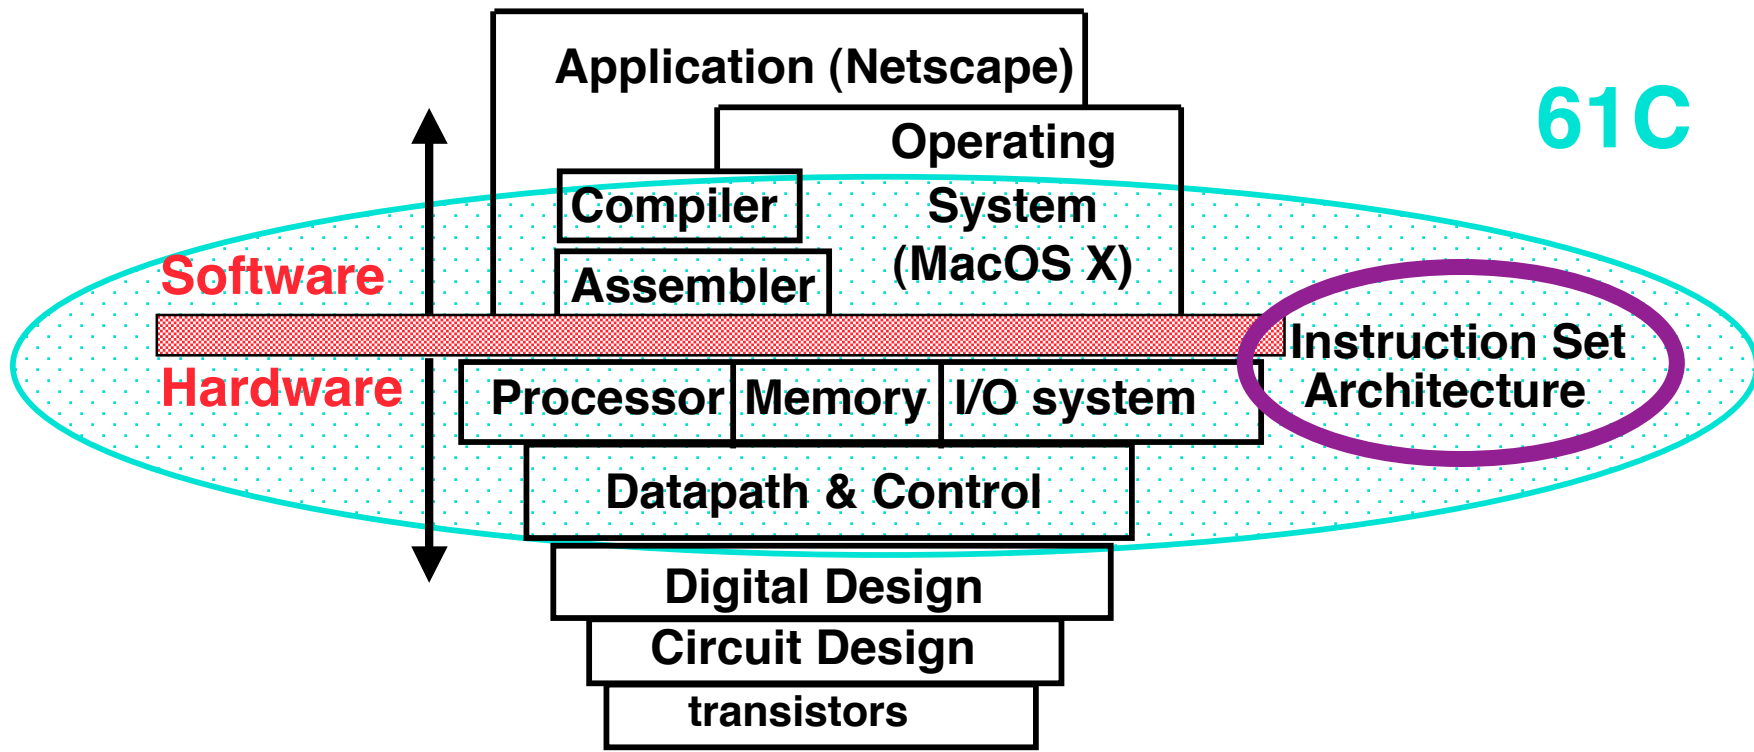 Application (Netscape)
61C
Operating
Compiler
System
Software
Assembler
(MacOS X)
Instruction Set
Architecture
Hardware
Processor
Memory
I/O system
Datapath & Control
Digital Design
Circuit Design
transistors